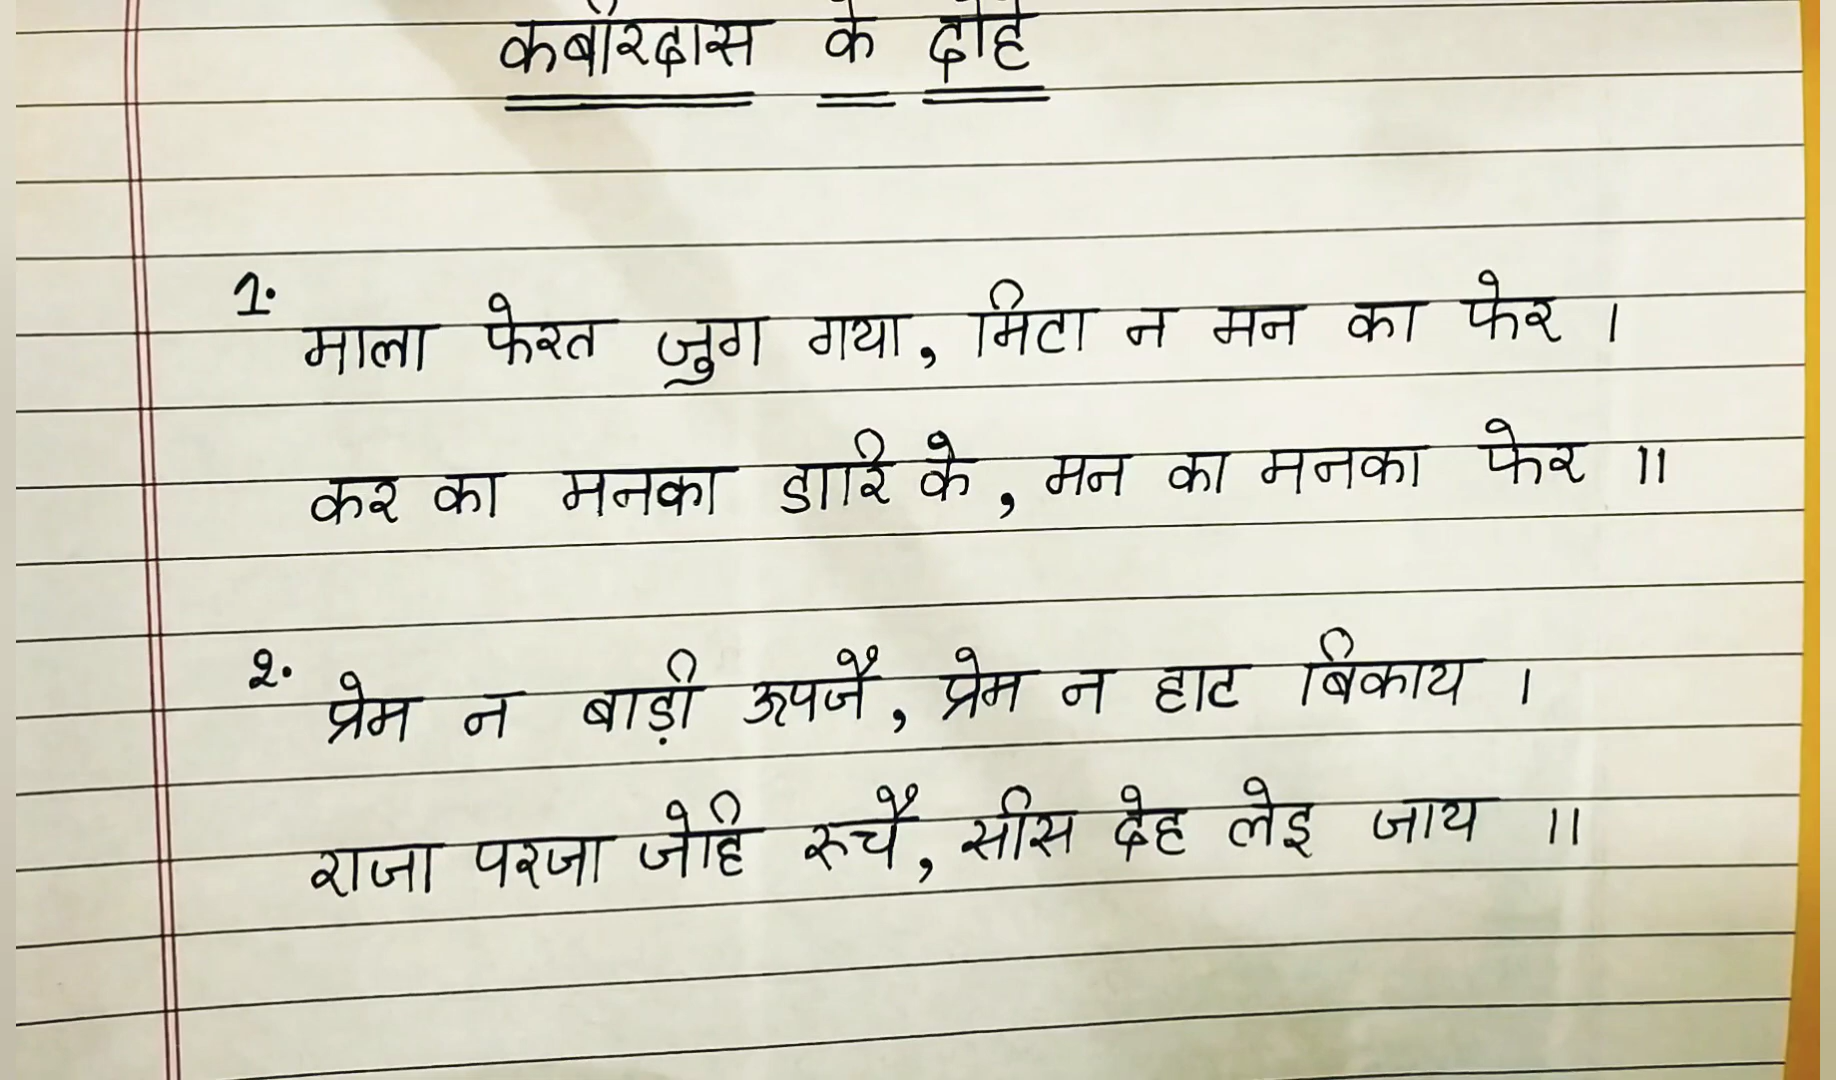 कबीरदास के दोहे
1. माला फेरत जुग गया, मिटा न मन का फेर ।
कर का मनका डारि के, मन का मनका फेर ॥
2. प्रेम न बाड़ी ऊपजै, प्रेम न हाट बिकाय ।
राजा परजा जेहि रुचै, सीस देह लेइ जाय ॥